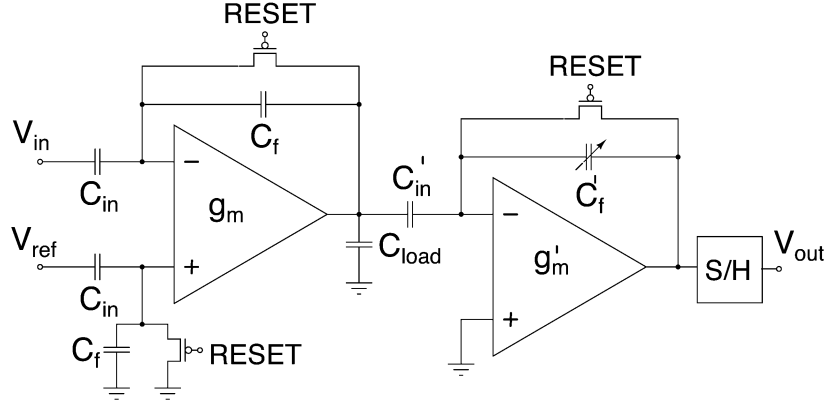 RESET
C_f
V_in
C_in
−
g_m
V_ref
C_in
+
C_f
RESET
C_load
C_in'
RESET
C_f'
−
g_m'
+
S/H
V_out